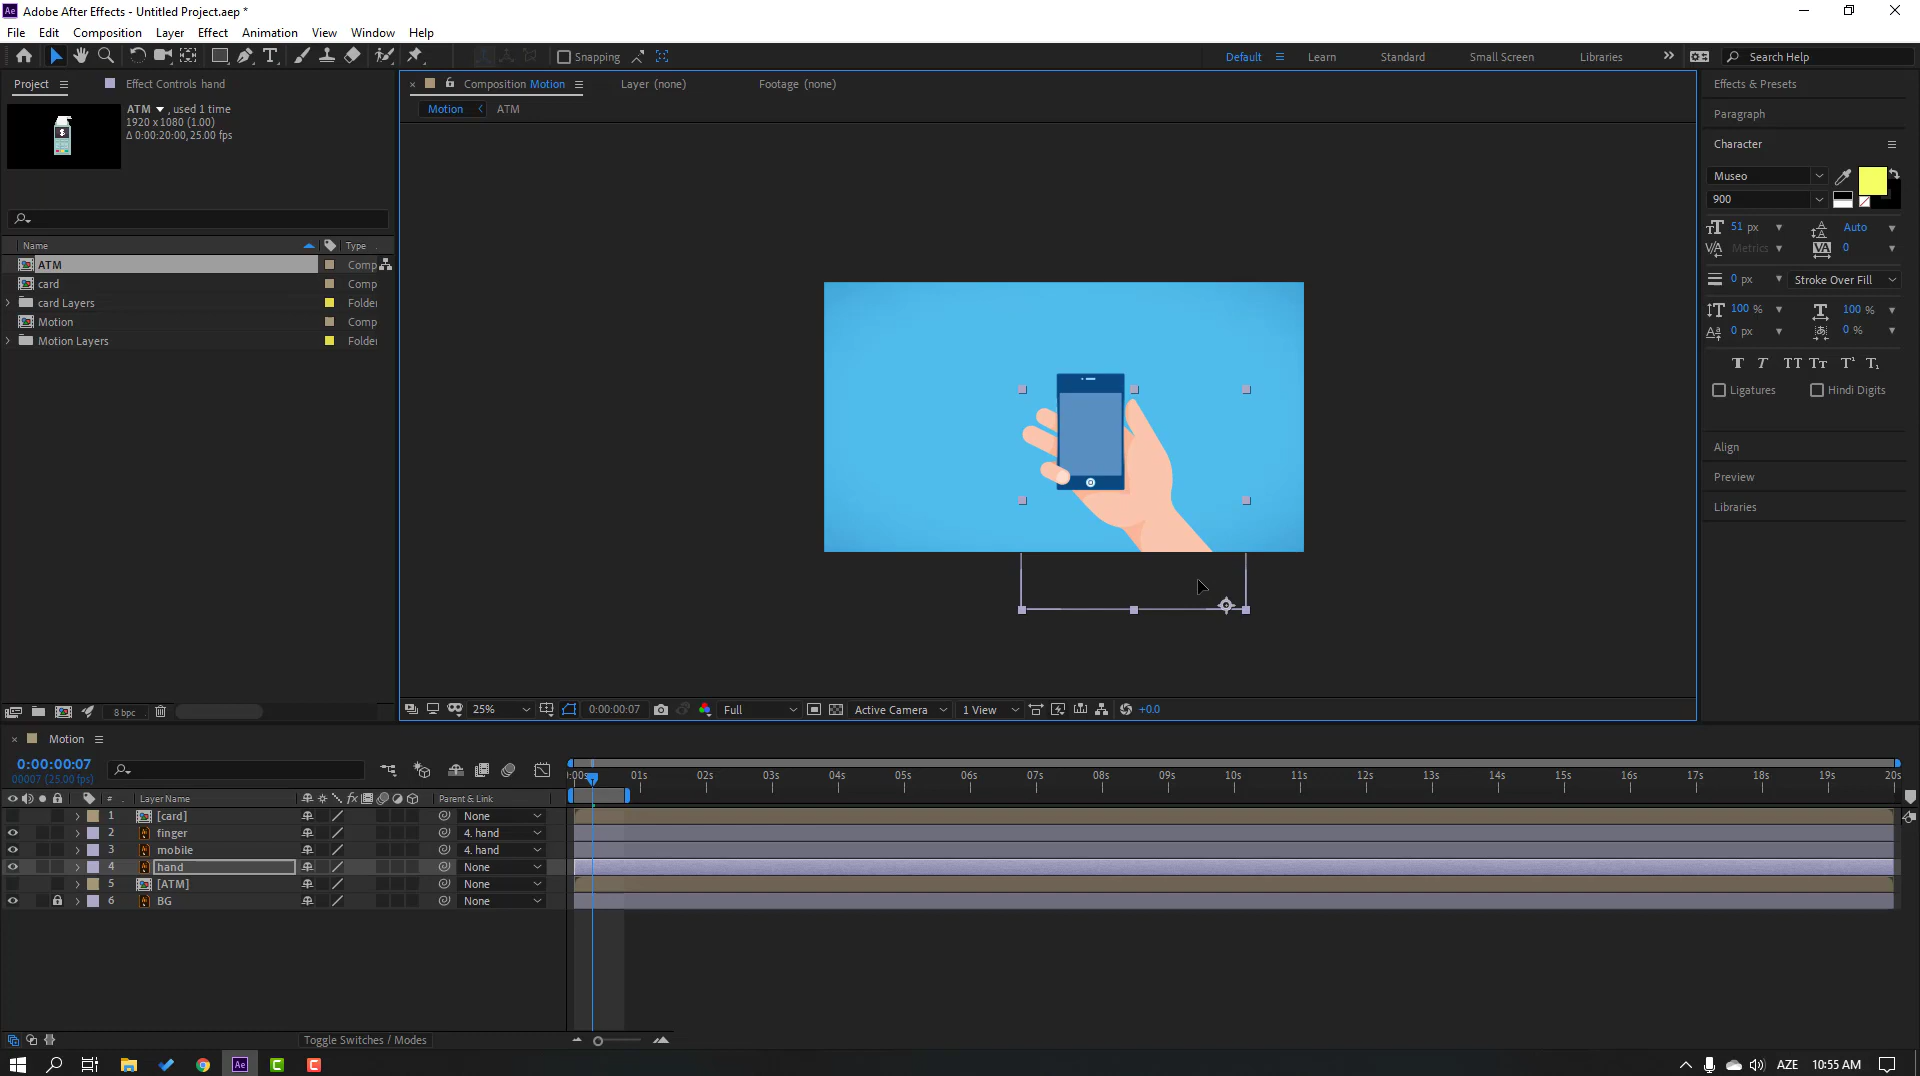 Adobe After Effects - Untitled Project.aep *
File Edit Composition Layer Effect Animation View Window Help
Snapping Default Learn Standard Small Screen Libraries Search Help
Project Effect Controls hand
ATM , used 1 time
1920 x 1080 (1.00)
Δ 0:00:20:00, 25.00 fps
Name Type
ATM Comp
card Comp
card Layers Folder
Motion Comp
Motion Layers Folder
8 bpc
Composition Motion Layer (none) Footage (none)
Motion ATM
25% 0:00:00:07 Full Active Camera 1 View +0.0
Effects & Presets
Paragraph
Character
Museo
900
51 px Auto
Metrics 0
0 px Stroke Over Fill
100 % 100 %
0 px 0 %
Ligatures Hindi Digits
Align
Preview
Libraries
Motion
0:00:00:07
00007 (25.00 fps)
01s 02s 03s 04s 05s 06s 07s 08s 09s 10s 11s 12s 13s 14s 15s 16s 17s 18s 19s 20s
# Layer Name Parent & Link
1 [card] None
2 finger 4. hand
3 mobile 4. hand
4 hand None
5 [ATM] None
6 BG None
Toggle Switches / Modes
AZE 10:55 AM